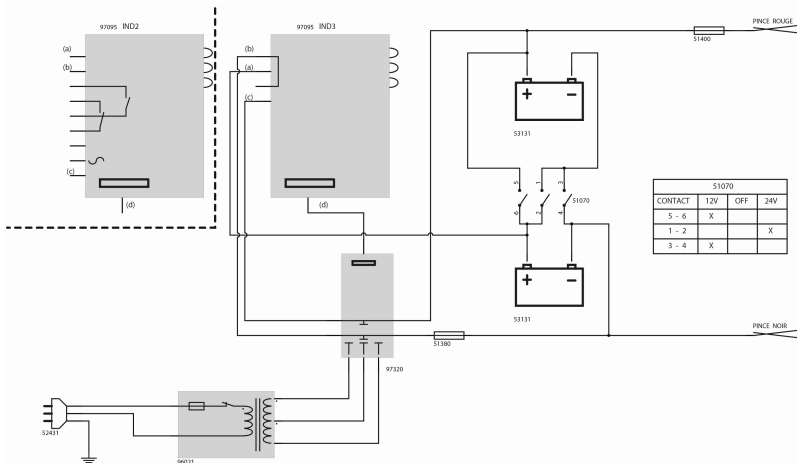 97095 IND2
97095 IND3
51400
PINCE ROUGE
(a)
(b)
(c)
(d)
(b)
(a)
(c)
(d)
+ −
53131
5 1 3
6 2 4
51070
51070
CONTACT 12V OFF 24V
5 - 6 X
1 - 2 X
3 - 4 X
+ −
53131
PINCE NOIR
51380
97320
52431
96021